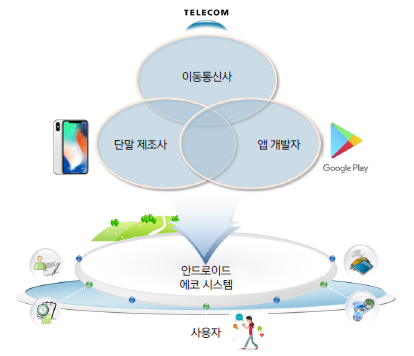 TELECOM
이동통신사
단말 제조사
앱 개발자
Google Play
안드로이드
에코 시스템
사용자